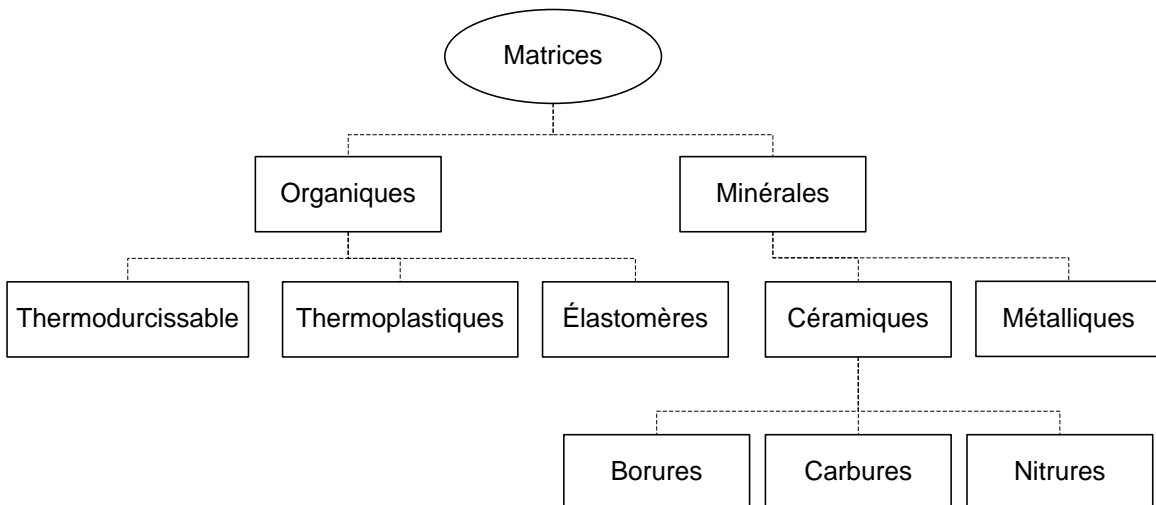 Matrices
Organiques
Minérales
Thermodurcissable
Thermoplastiques
Élastomères
Céramiques
Métalliques
Borures
Carbures
Nitrures